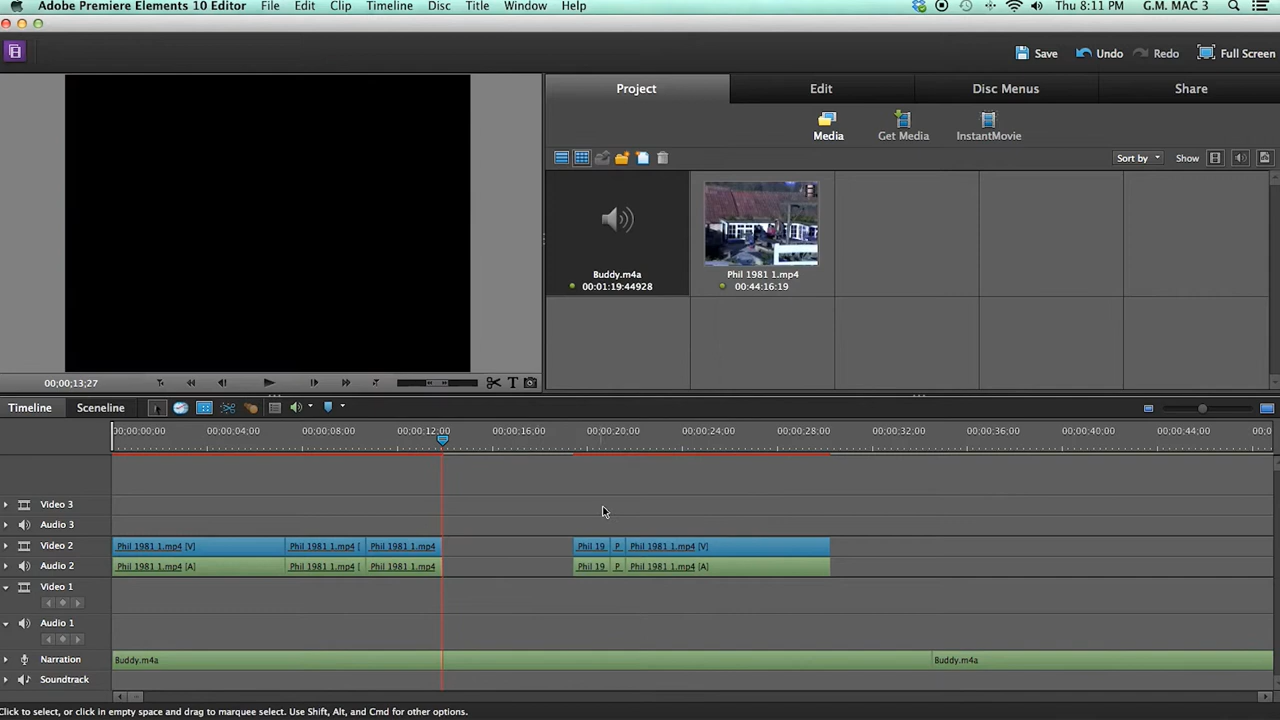 Adobe Premiere Elements 10 Editor File Edit Clip Timeline Disc Title Window Help Thu 8:11 PM G.M. MAC 3
Save Undo Redo Full Screen
Project Edit Disc Menus Share
Media Get Media InstantMovie
Sort by Show
Buddy.m4a
00:01:19:44928
Phil 1981 1.mp4
00:44:16:19
00;00;13;27
T
Timeline Sceneline
00;00;00;00 00;00;04;00 00;00;08;00 00;00;12;00 00;00;16;00 00;00;20;00 00;00;24;00 00;00;28;00 00;00;32;00 00;00;36;00 00;00;40;00 00;00;44;00 00;0
Video 3
Audio 3
Video 2 Phil 1981 1.mp4 [V] Phil 1981 1.mp4 [ Phil 1981 1.mp4 Phil 19 P Phil 1981 1.mp4 [V]
Audio 2 Phil 1981 1.mp4 [A] Phil 1981 1.mp4 [ Phil 1981 1.mp4 Phil 19 P Phil 1981 1.mp4 [A]
Video 1
Audio 1
Narration Buddy.m4a Buddy.m4a
Soundtrack
Click to select, or click in empty space and drag to marquee select. Use Shift, Alt, and Cmd for other options.